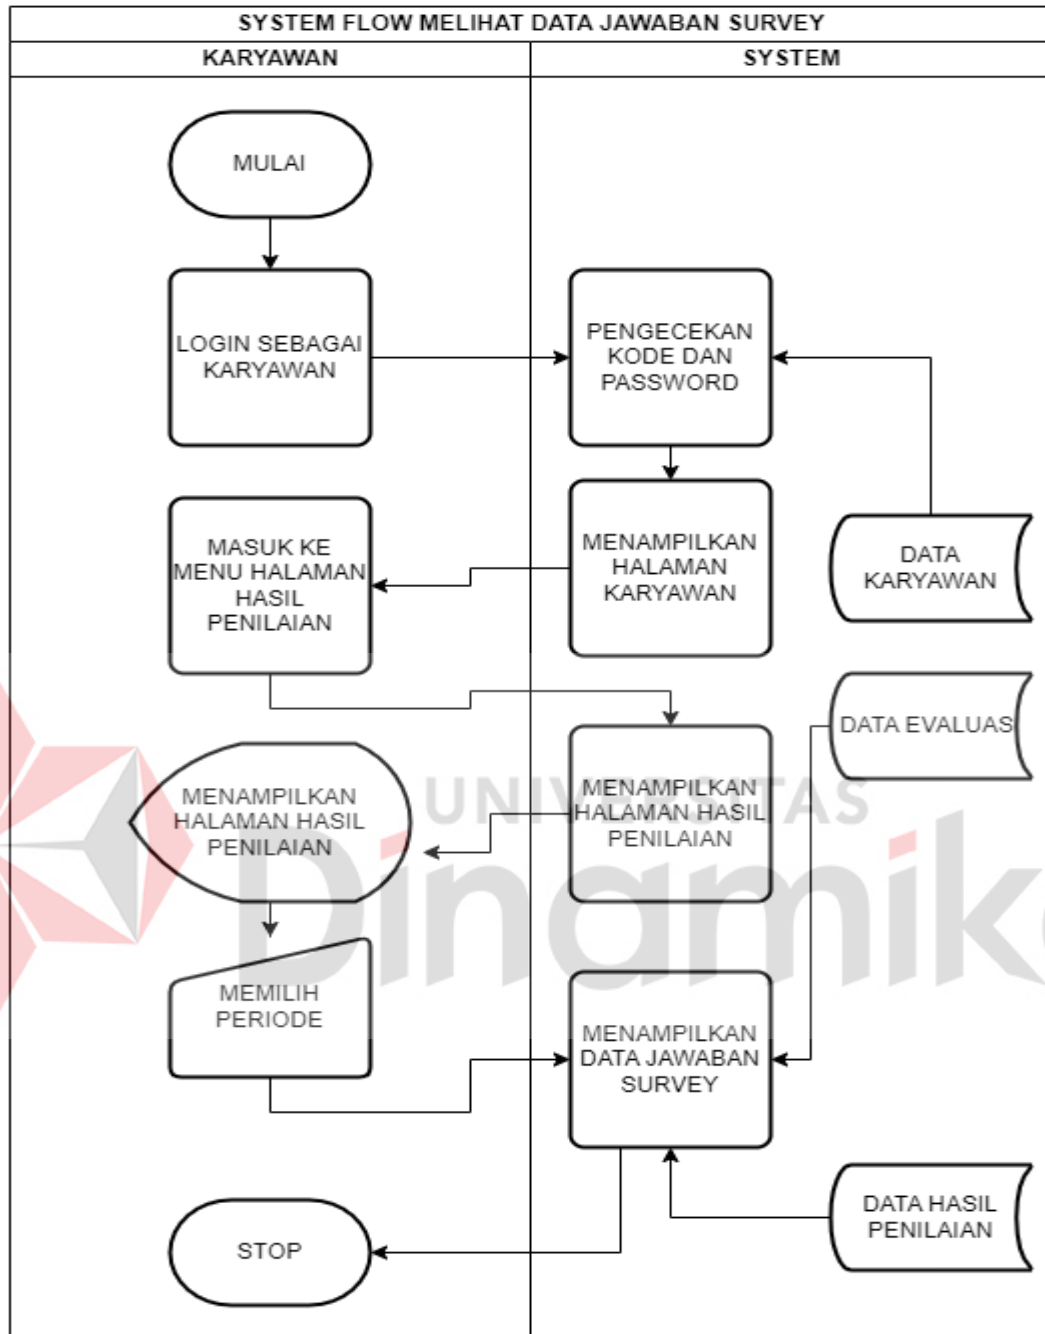 SYSTEM FLOW MELIHAT DATA JAWABAN SURVEY
KARYAWAN
SYSTEM
MULAI
LOGIN SEBAGAI
KARYAWAN
PENGECEKAN
KODE DAN
PASSWORD
MASUK KE
MENU HALAMAN
HASIL
PENILAIAN
MENAMPILKAN
HALAMAN
KARYAWAN
DATA
KARYAWAN
DATA EVALUAS
MENAMPILKAN
HALAMAN HASIL
PENILAIAN
MENAMPILKAN
HALAMAN HASIL
PENILAIAN
UNIVERSITAS
Dinamika
MEMILIH
PERIODE
MENAMPILKAN
DATA JAWABAN
SURVEY
DATA HASIL
PENILAIAN
STOP